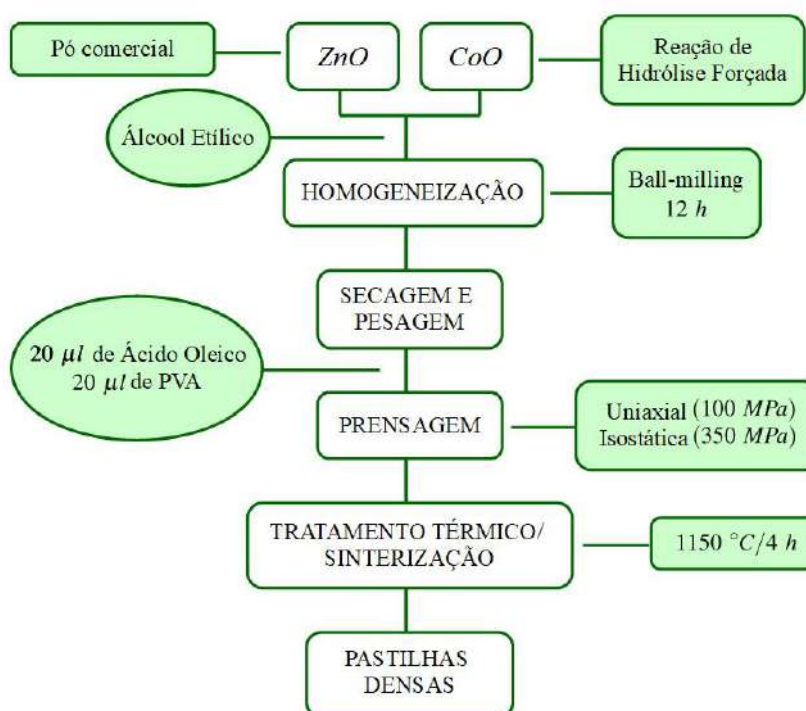 Pó comercial
ZnO
CoO
Reação de
Hidrólise Forçada
Álcool Etílico
HOMOGENEIZAÇÃO
Ball-milling
12 h
SECAGEM E
PESAGEM
20 µl de Ácido Oleico
20 µl de PVA
PRENSAGEM
Uniaxial (100 MPa)
Isostática (350 MPa)
TRATAMENTO TÉRMICO/
SINTERIZAÇÃO
1150 °C/4 h
PASTILHAS
DENSAS